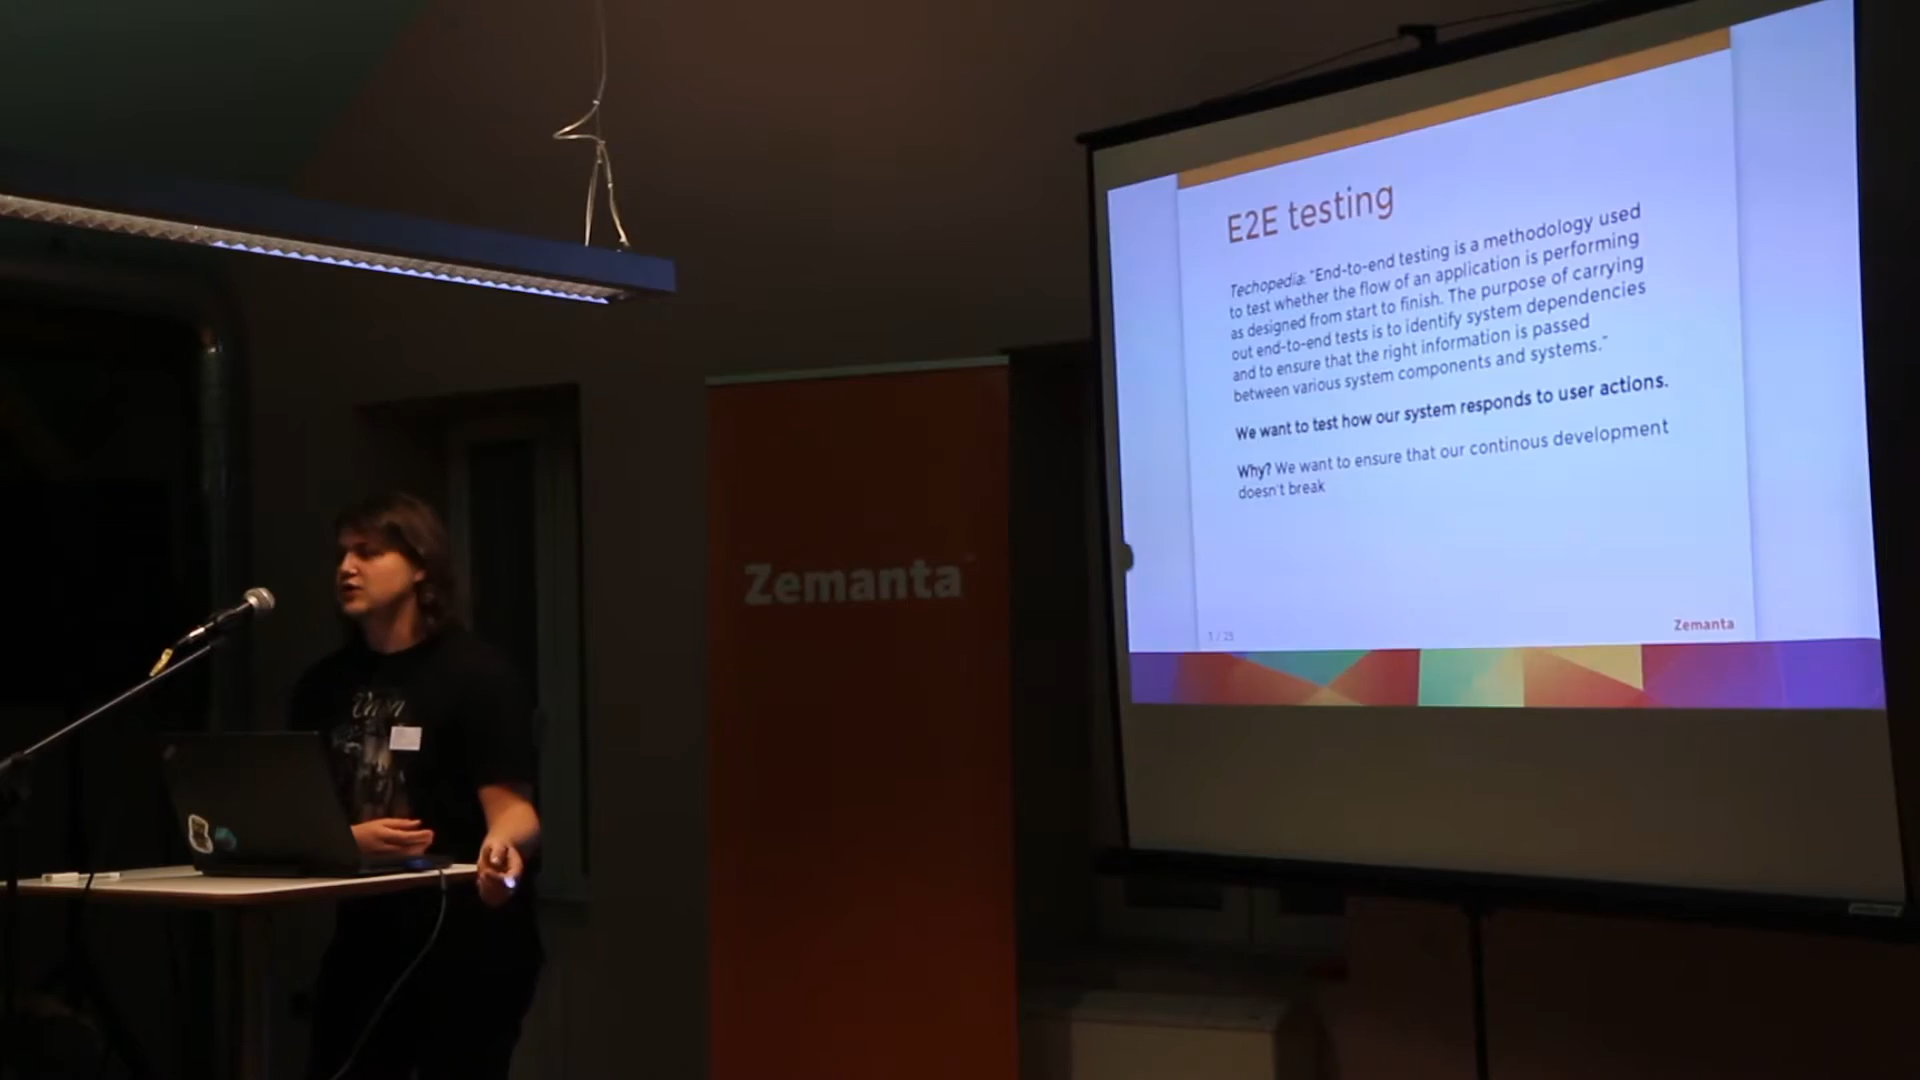 E2E testing
Techopedia: "End-to-end testing is a methodology used
to test whether the flow of an application is performing
as designed from start to finish. The purpose of carrying
out end-to-end tests is to identify system dependencies
and to ensure that the right information is passed
between various system components and systems."
We want to test how our system responds to user actions.
Why? We want to ensure that our continous development
doesn't break
Zemanta
Zemanta